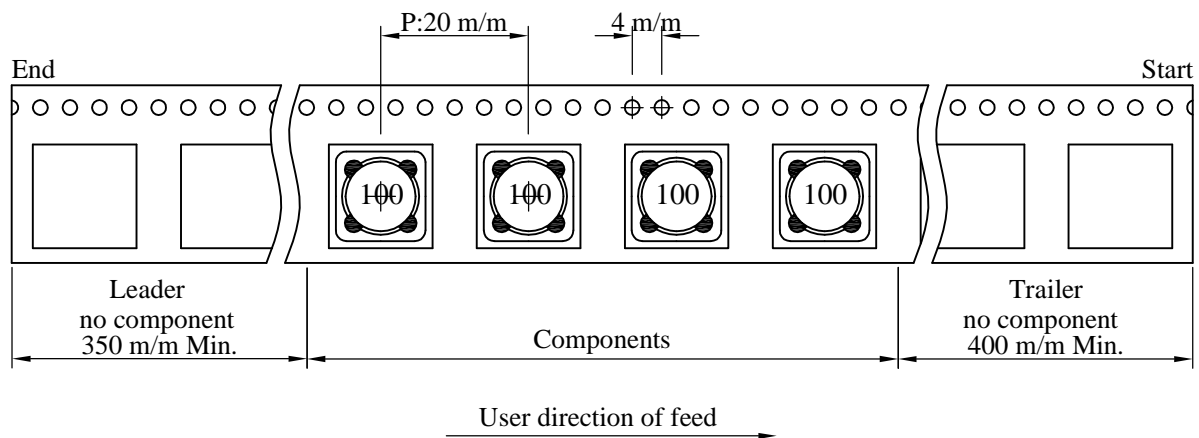 P:20 m/m
4 m/m
End
Start
100
100
100
100
Leader
no component
350 m/m Min.
Components
Trailer
no component
400 m/m Min.
User direction of feed